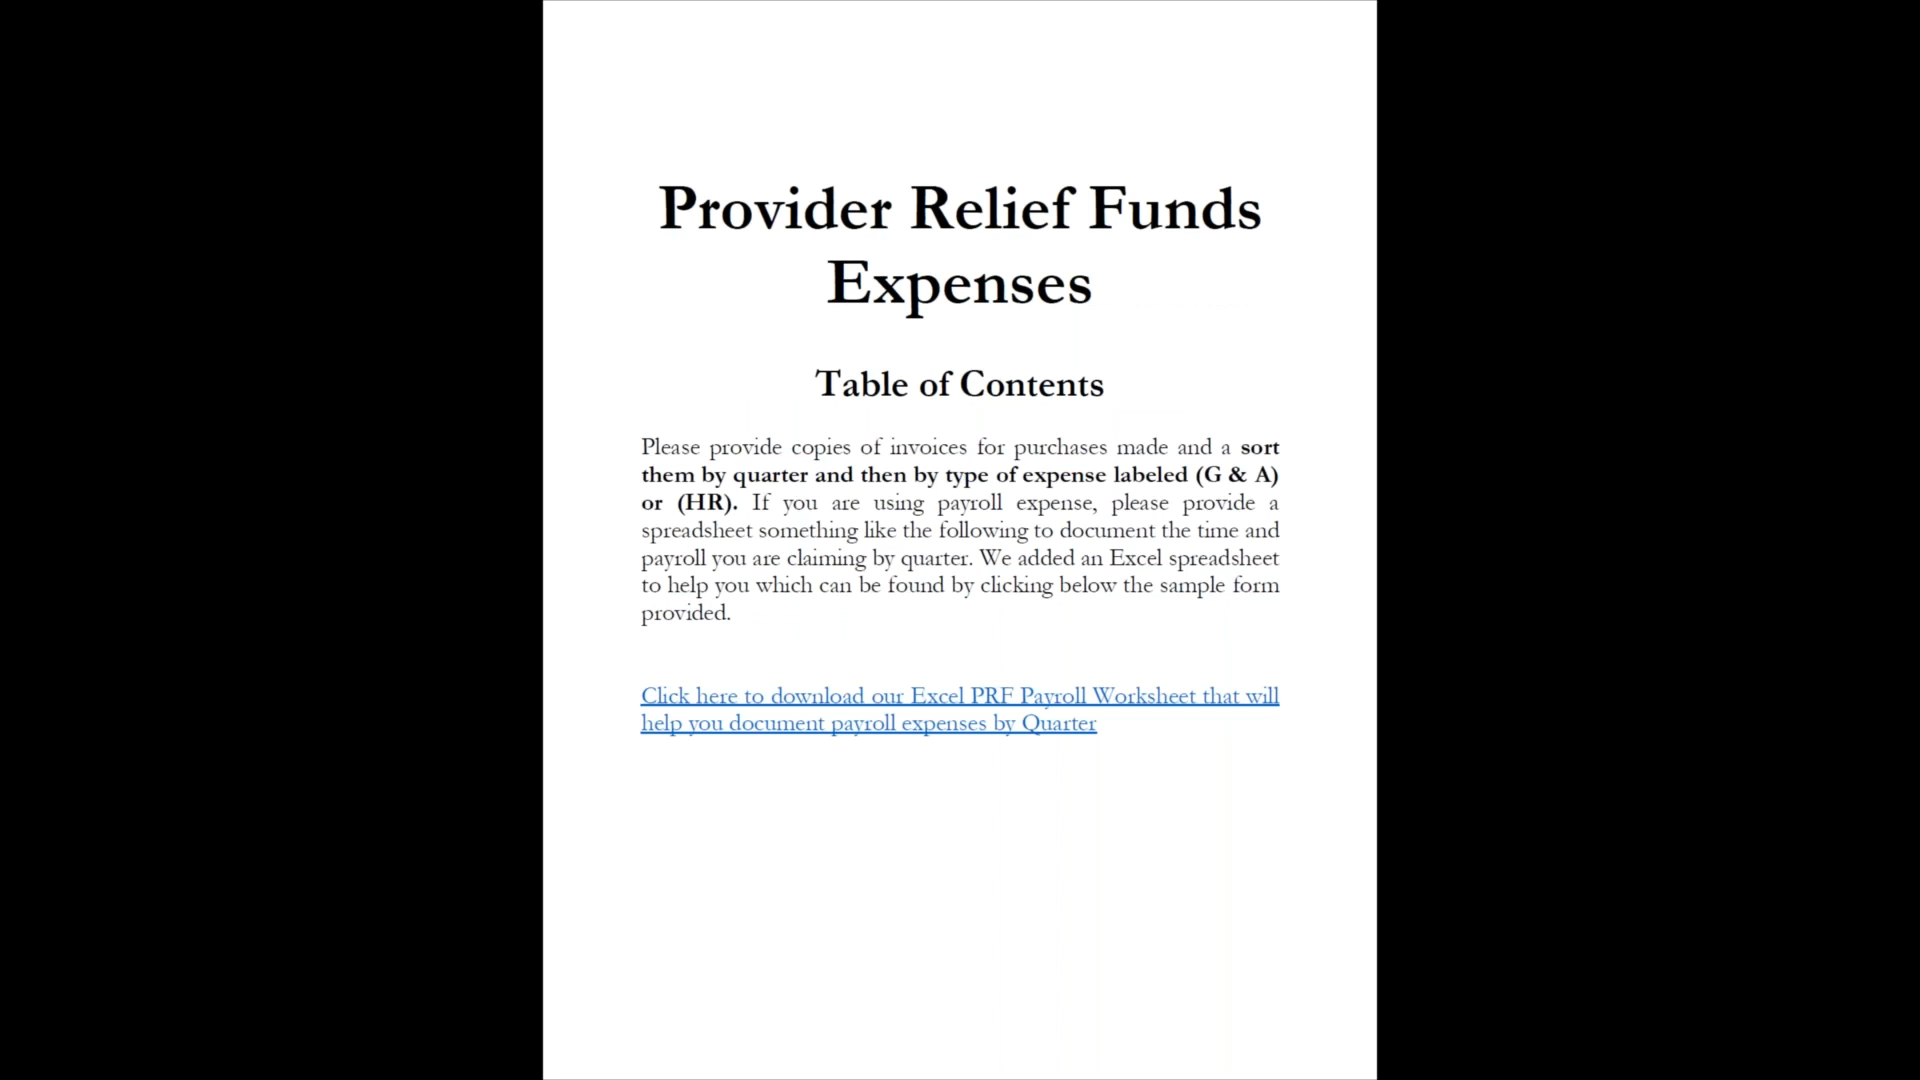 Provider Relief Funds
Expenses
Table of Contents
Please provide copies of invoices for purchases made and a sort
them by quarter and then by type of expense labeled (G & A)
or (HR). If you are using payroll expense, please provide a
spreadsheet something like the following to document the time and
payroll you are claiming by quarter. We added an Excel spreadsheet
to help you which can be found by clicking below the sample form
provided.
Click here to download our Excel PRF Payroll Worksheet that will
help you document payroll expenses by Quarter